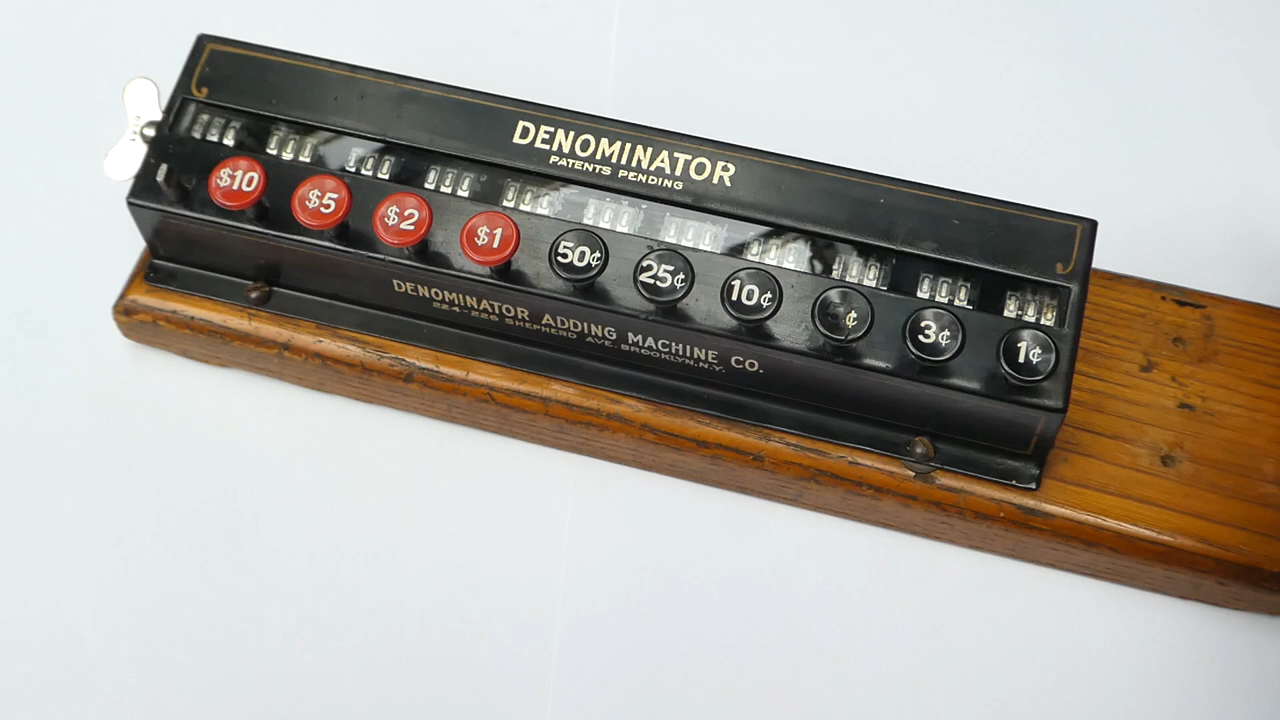 DENOMINATOR
PATENTS PENDING
$10 $5 $2 $1 50¢ 25¢ 10¢ ¢ 3¢ 1¢
DENOMINATOR ADDING MACHINE CO.
224-226 SHEPHERD AVE. BROOKLYN, N.Y.